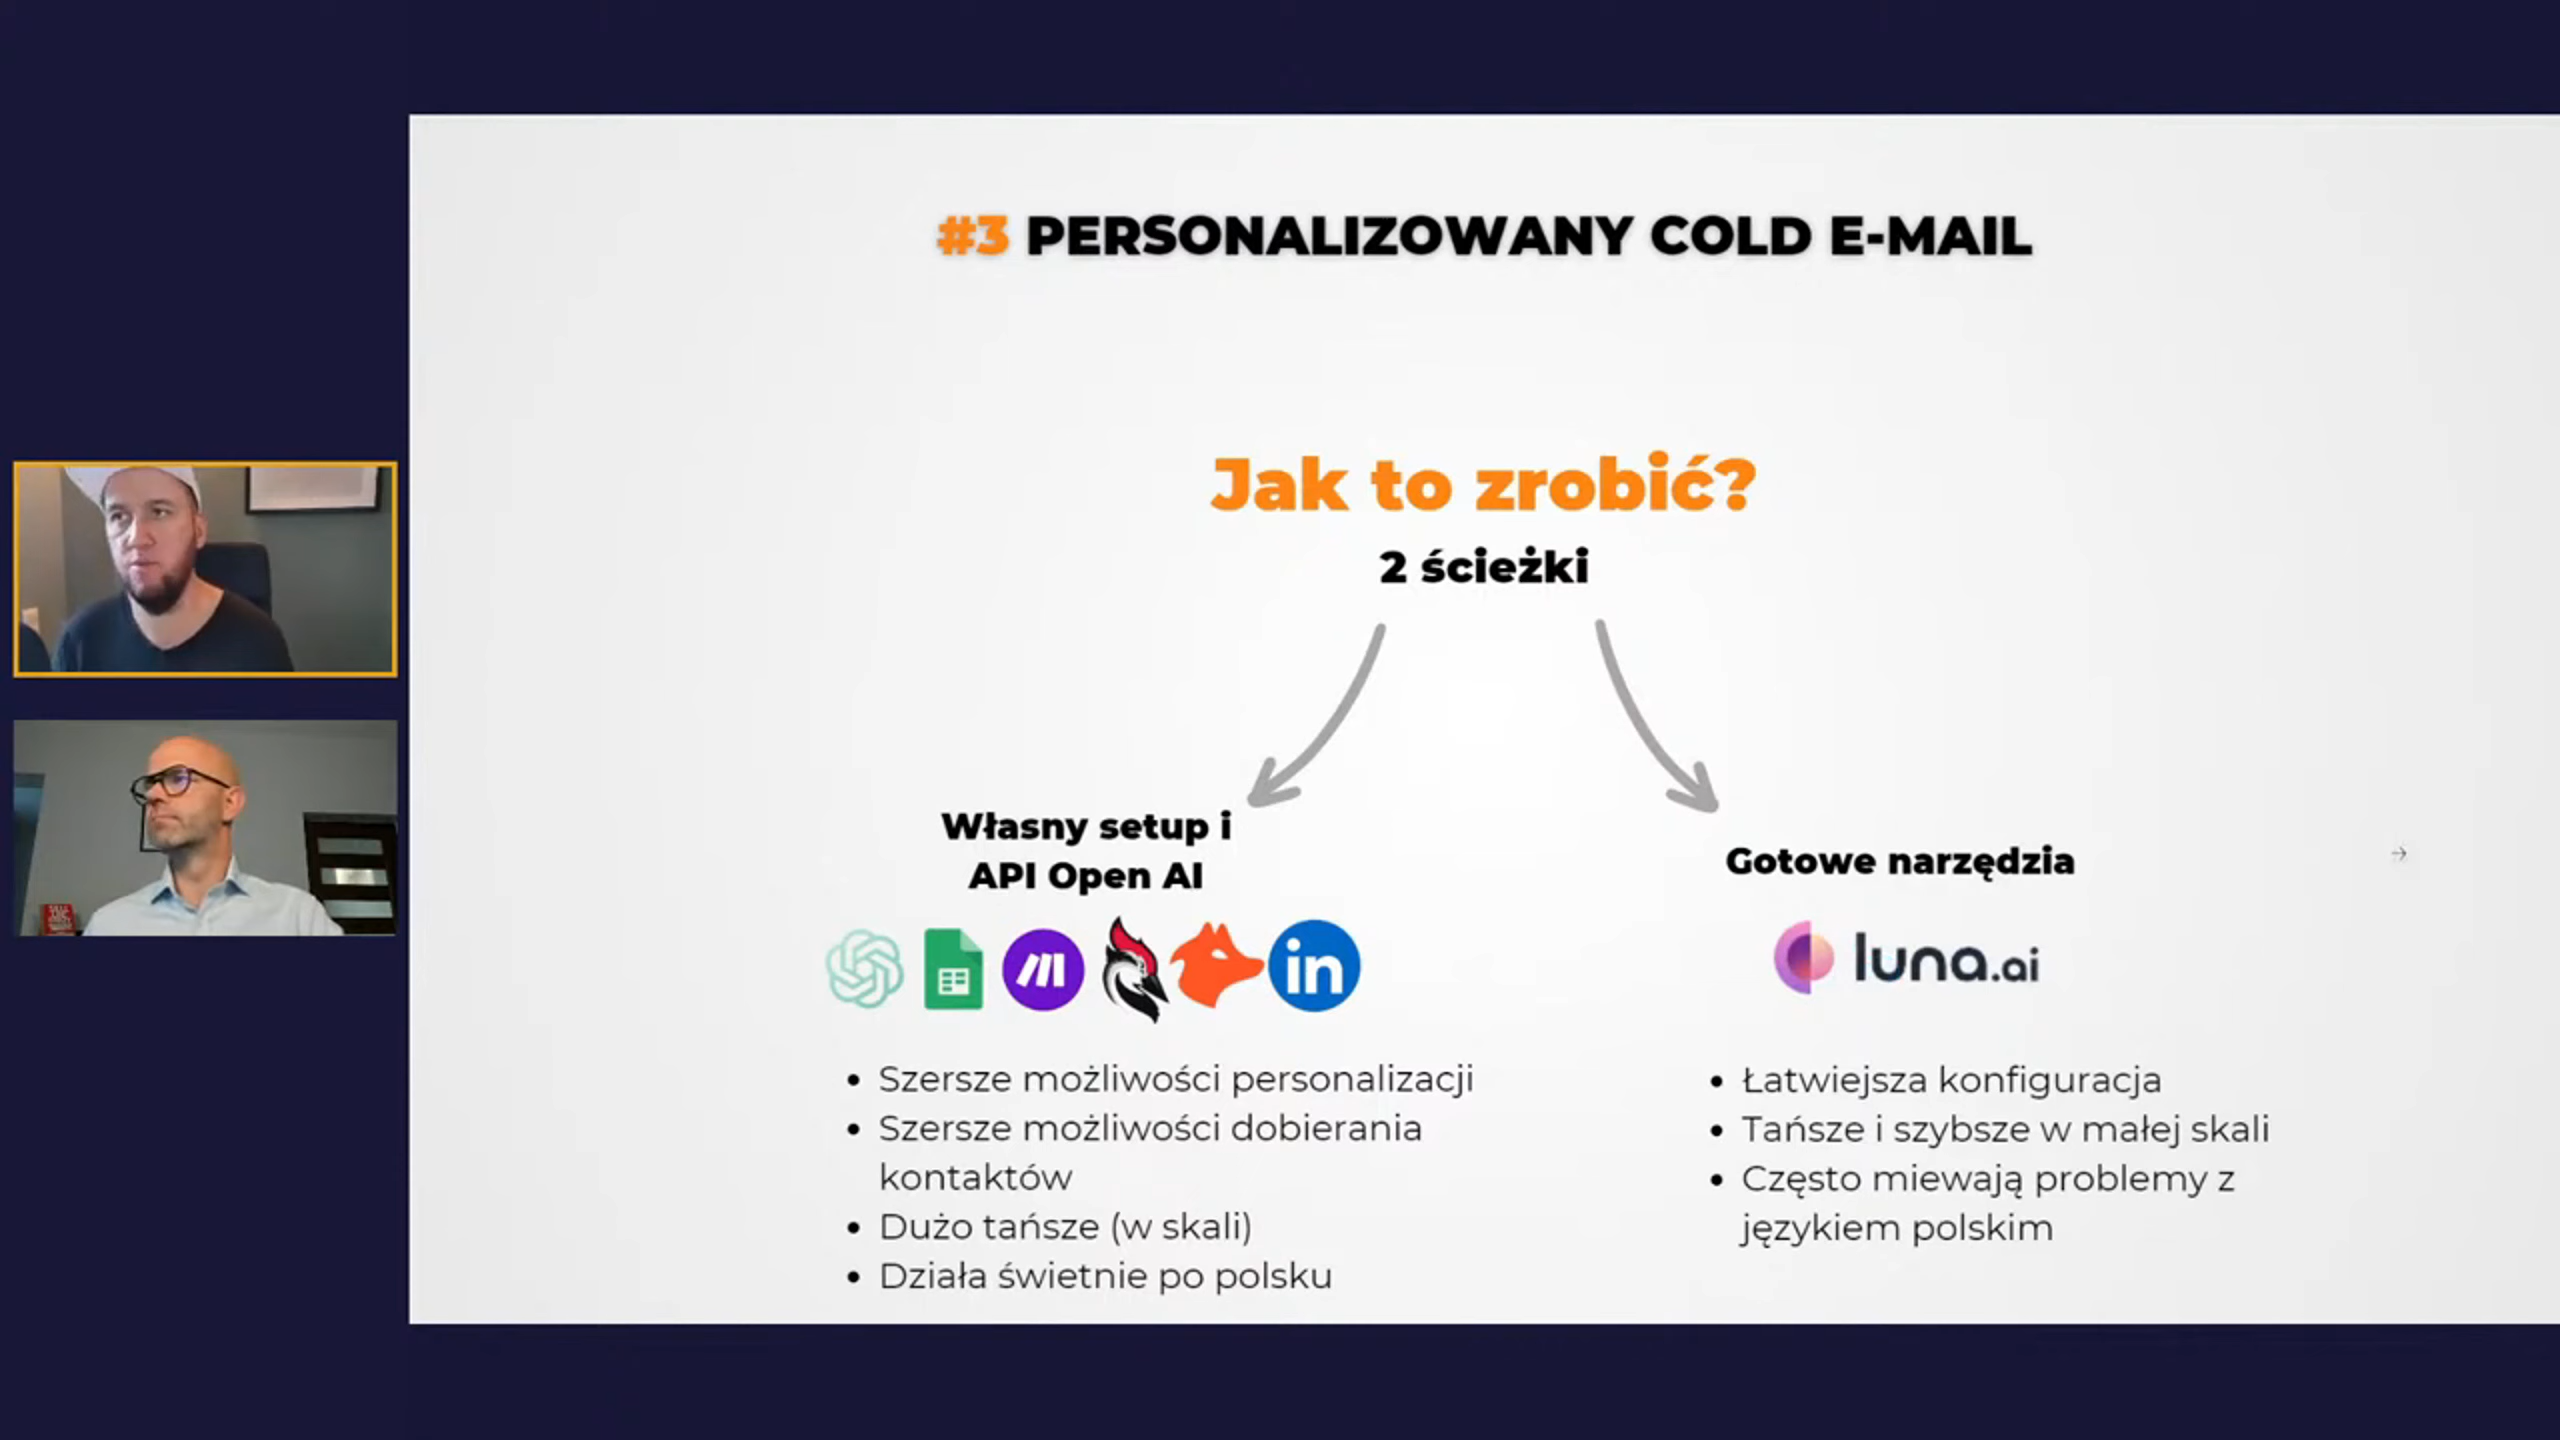 #3 PERSONALIZOWANY COLD E-MAIL
Jak to zrobić?
2 ścieżki
Własny setup i
API Open AI
in
• Szersze możliwości personalizacji
• Szersze możliwości dobierania
kontaktów
• Dużo tańsze (w skali)
• Działa świetnie po polsku
Gotowe narzędzia
luna.ai
• Łatwiejsza konfiguracja
• Tańsze i szybsze w małej skali
• Często miewają problemy z
językiem polskim